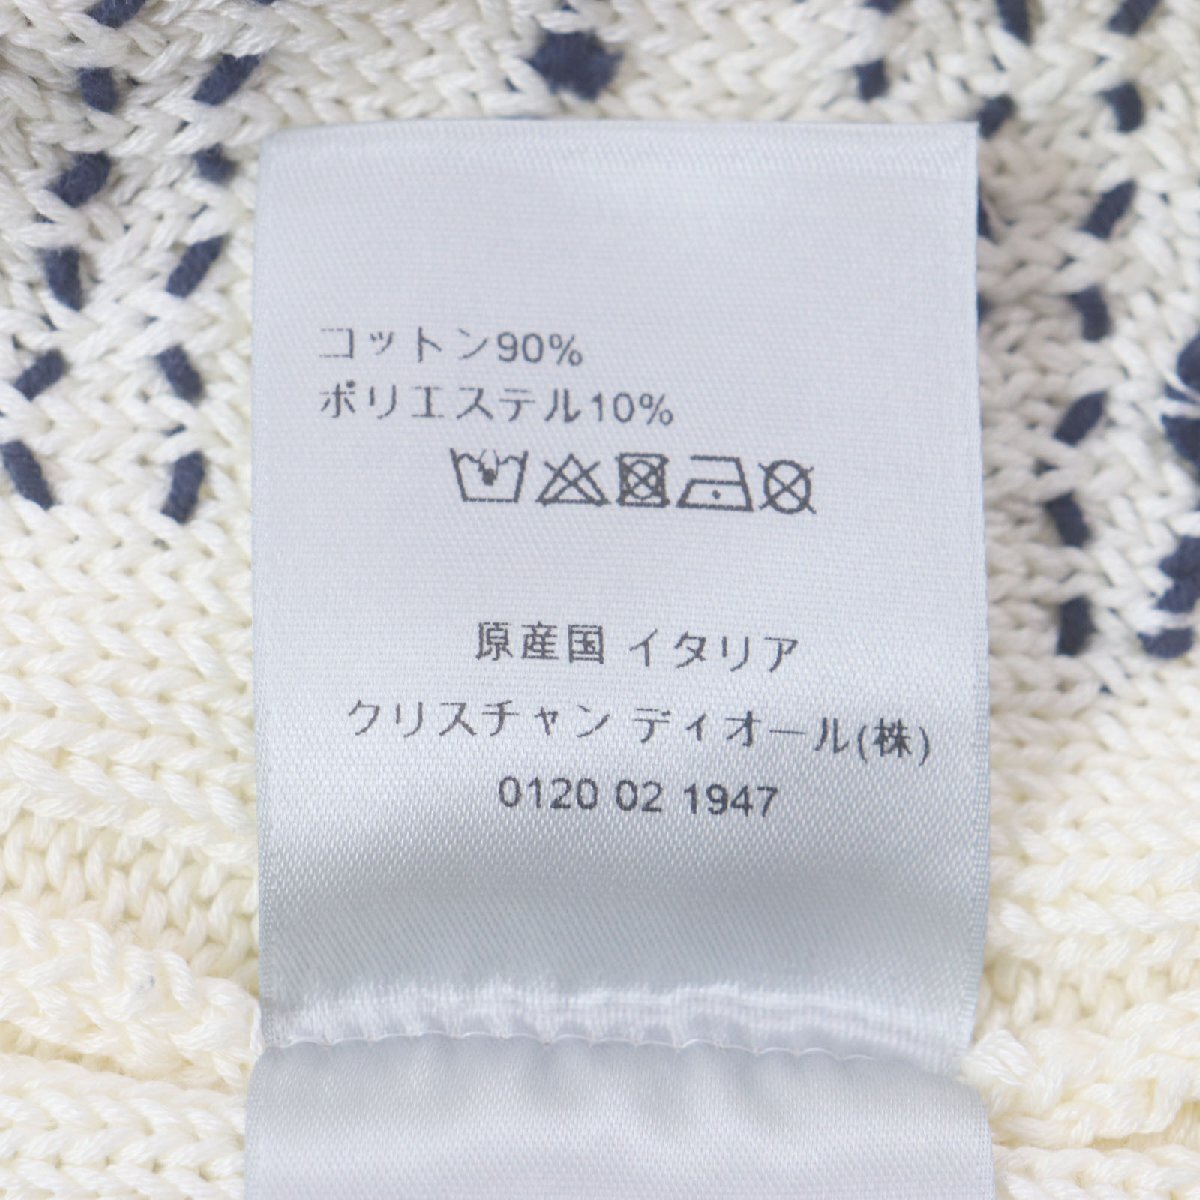 コットン90%
ポリエステル10%
原産国 イタリア
クリスチャン ディオール(株)
0120 02 1947